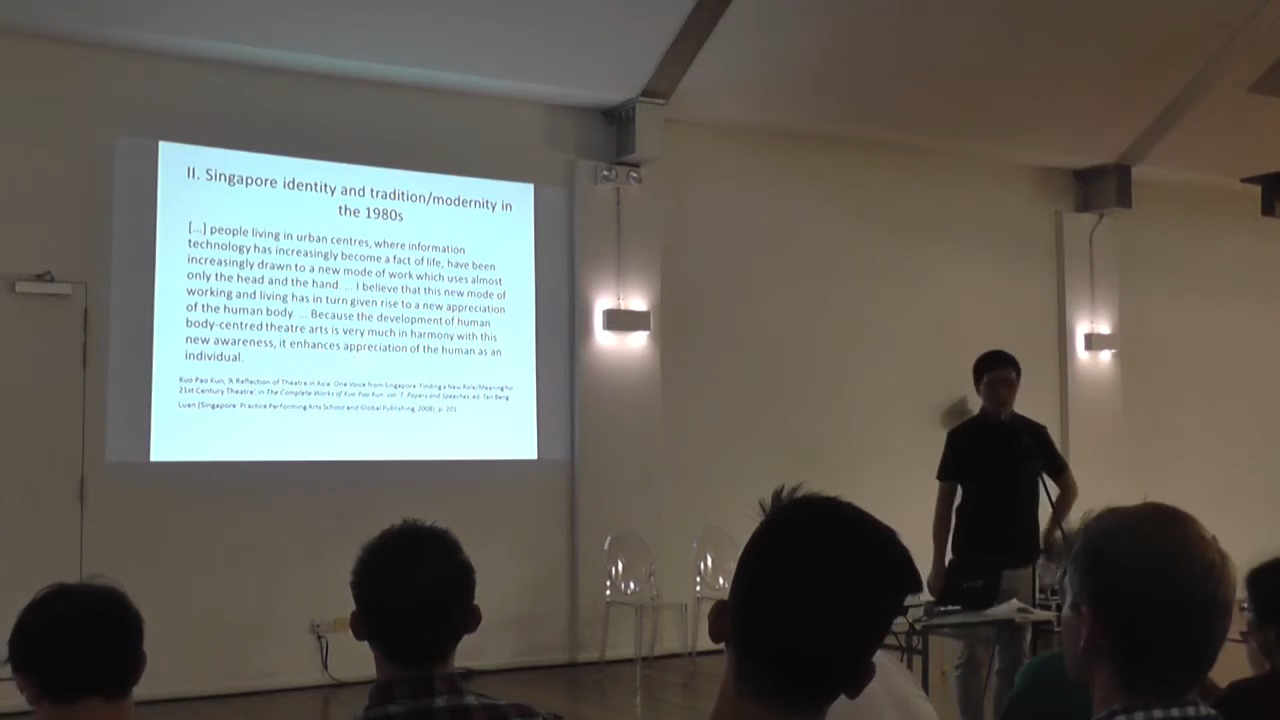 II. Singapore identity and tradition/modernity in
the 1980s
[...] people living in urban centres, where information
technology has increasingly become a fact of life, have been
increasingly drawn to a new mode of work which uses almost
only the head and the hand. ... I believe that this new mode of
working and living has in turn given rise to a new appreciation
of the human body. ... Because the development of human
body-centred theatre arts is very much in harmony with this
new awareness, it enhances appreciation of the human as an
individual.
Kuo Pao Kun, 'A Reflection of Theatre in Asia: One Voice from Singapore: Finding a New Role/Meaning for
21st Century Theatre', in The Complete Works of Kuo Pao Kun, vol. 7, Papers and Speeches, ed. Tan Beng
Luan (Singapore: Practice Performing Arts School and Global Publishing, 2008), p. 201